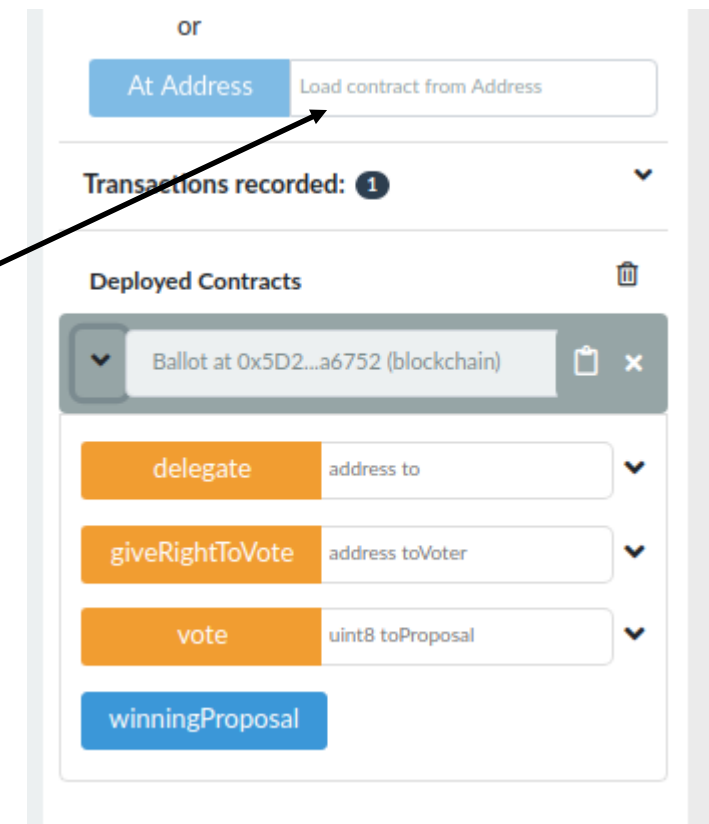 or
At Address Load contract from Address
Transactions recorded: 1
Deployed Contracts
Ballot at 0x5D2...a6752 (blockchain)
delegate address to
giveRightToVote address toVoter
vote uint8 toProposal
winningProposal